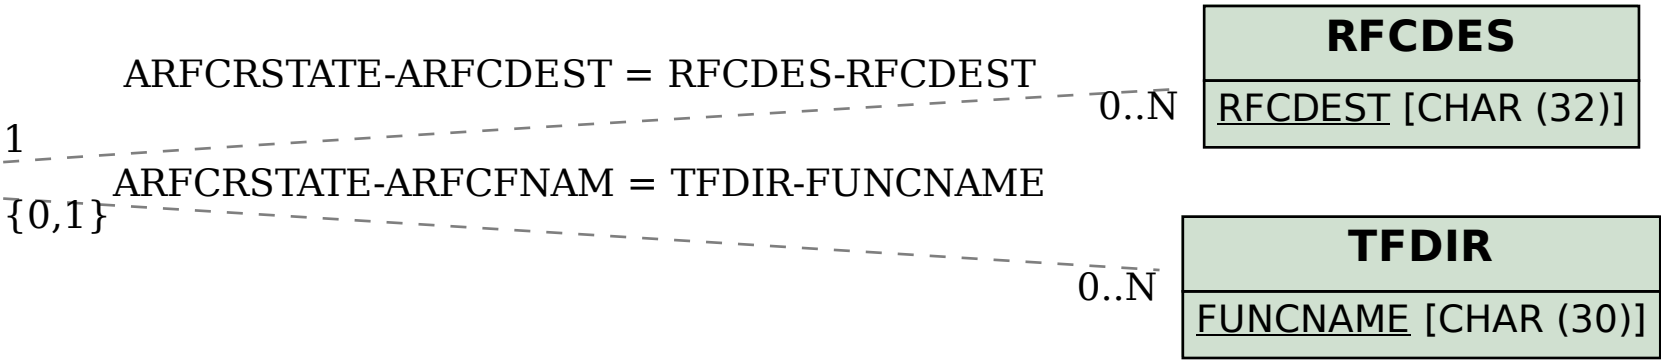 RFCDES
ARFCRSTATE-ARFCDEST = RFCDES-RFCDEST
0..N
RFCDEST [CHAR (32)]
1
ARFCRSTATE-ARFCFNAM = TFDIR-FUNCNAME
{0,1}
TFDIR
0..N
FUNCNAME [CHAR (30)]